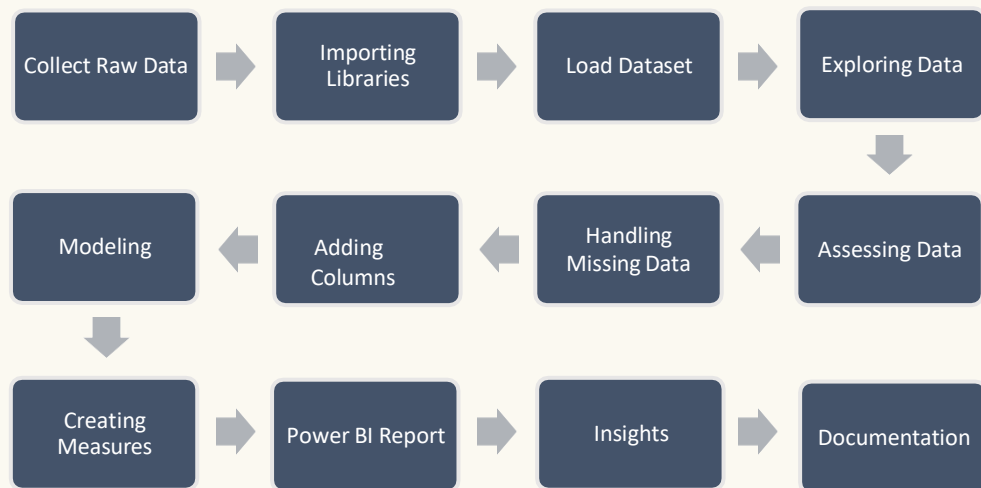 Collect Raw Data
Importing
Libraries
Load Dataset
Exploring Data
Assessing Data
Handling
Missing Data
Adding
Columns
Modeling
Creating
Measures
Power BI Report
Insights
Documentation